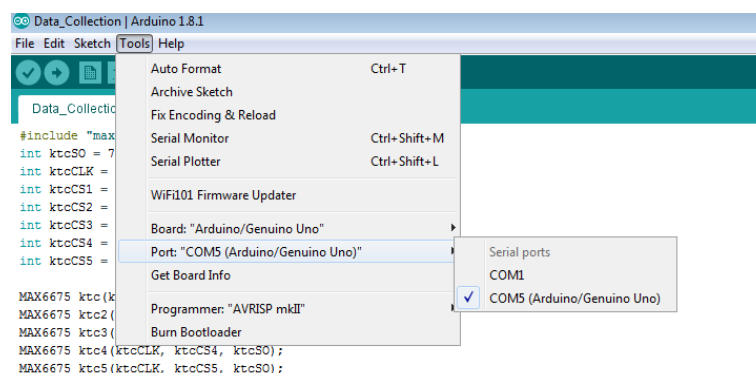 Data_Collection | Arduino 1.8.1
File Edit Sketch Tools Help
Auto Format Ctrl+T
Archive Sketch
Data_Collectio
Fix Encoding & Reload
#include "max
Serial Monitor Ctrl+Shift+M
int ktcSO = 7
Serial Plotter Ctrl+Shift+L
int ktcCLK =
int ktcCS1 =
WiFi101 Firmware Updater
int ktcCS2 =
int ktcCS3 =
Board: "Arduino/Genuino Uno"
int ktcCS4 =
Port: "COM5 (Arduino/Genuino Uno)"
Serial ports
int ktcCS5 =
Get Board Info
COM1
MAX6675 ktc(k
COM5 (Arduino/Genuino Uno)
Programmer: "AVRISP mkII"
MAX6675 ktc2(
MAX6675 ktc3(
Burn Bootloader
MAX6675 ktc4(ktcCLK, ktcCS4, ktcSO);
MAX6675 ktc5(ktcCLK, ktcCS5, ktcSO);